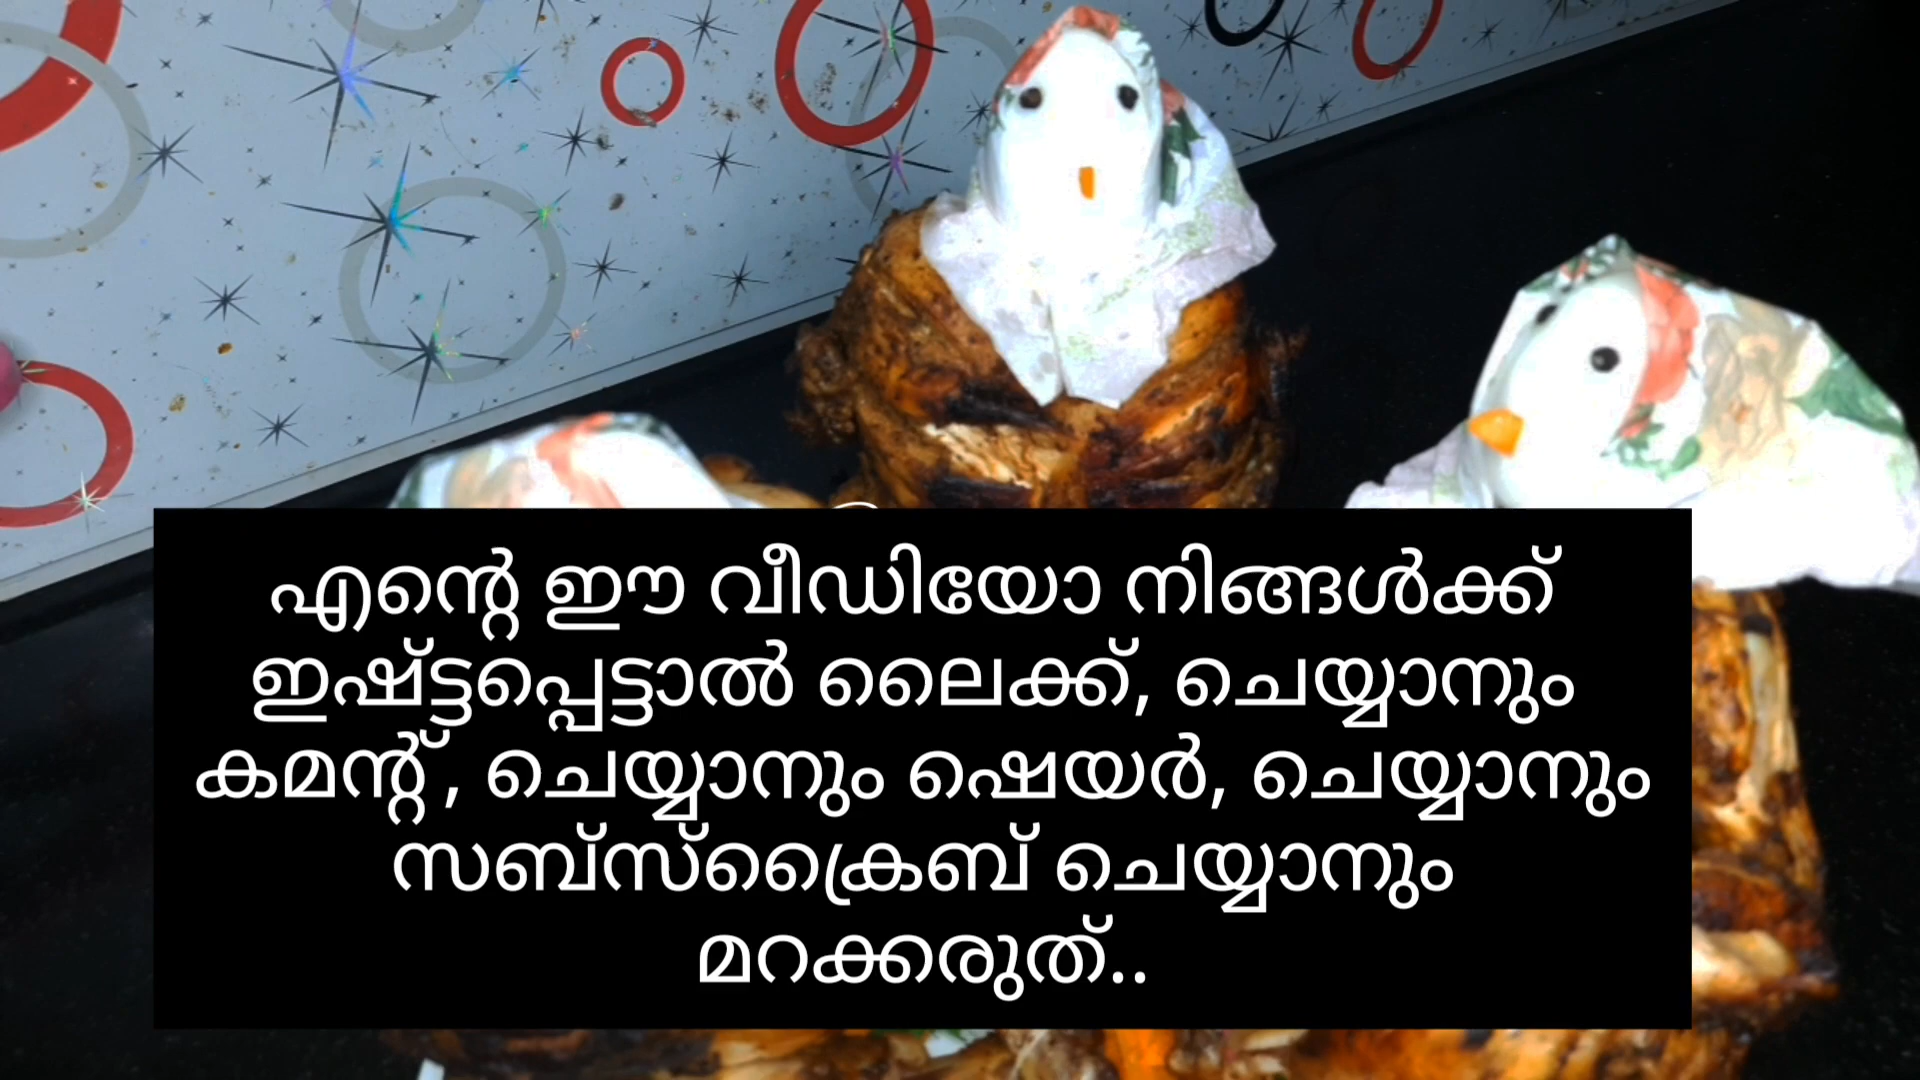 എന്റെ ഈ വീഡിയോ നിങ്ങൾക്ക്
ഇഷ്ട്ടപ്പെട്ടാൽ ലൈക്ക്, ചെയ്യാനും
കമന്റ്, ചെയ്യാനും ഷെയർ, ചെയ്യാനും
സബ്സ്ക്രൈബ് ചെയ്യാനും
മറക്കരുത്..